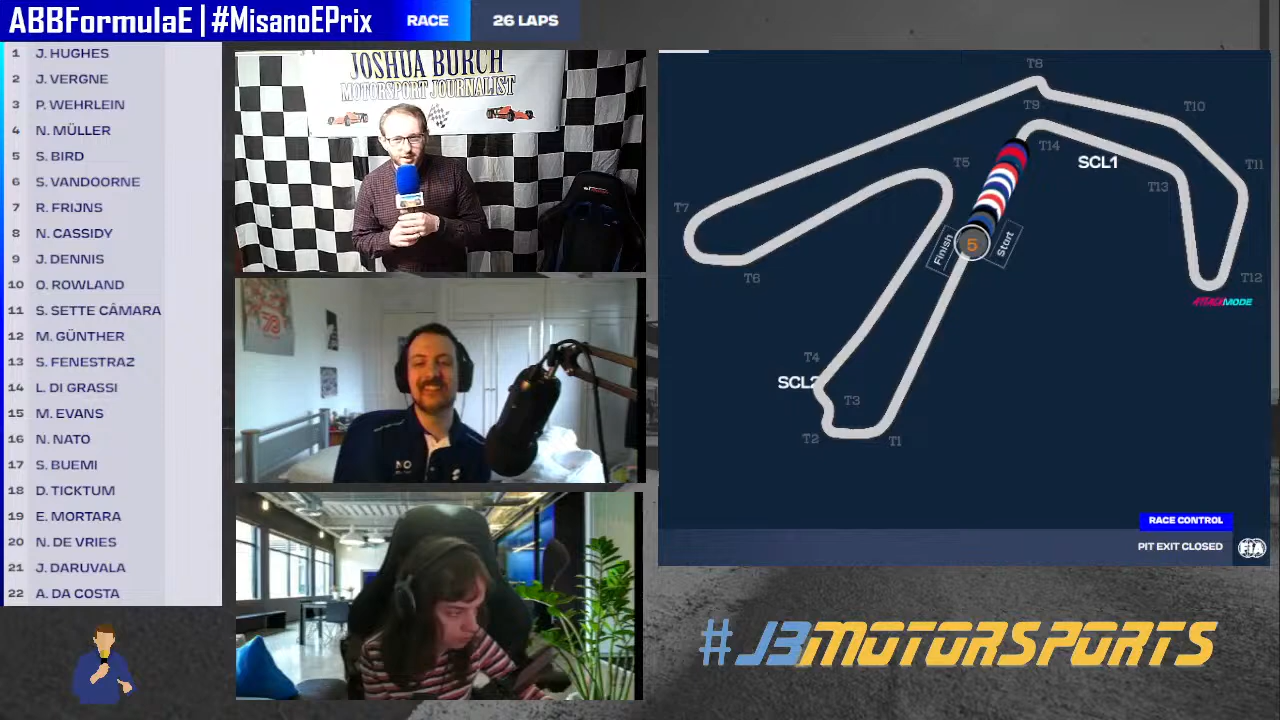 ABBFormulaE | #MisanoEPrix
RACE
26 LAPS
1 J. HUGHES
2 J. VERGNE
3 P. WEHRLEIN
4 N. MÜLLER
5 S. BIRD
6 S. VANDOORNE
7 R. FRIJNS
8 N. CASSIDY
9 J. DENNIS
10 O. ROWLAND
11 S. SETTE CÂMARA
12 M. GÜNTHER
13 S. FENESTRAZ
14 L. DI GRASSI
15 M. EVANS
16 N. NATO
17 S. BUEMI
18 D. TICKTUM
19 E. MORTARA
20 N. DE VRIES
21 J. DARUVALA
22 A. DA COSTA
JOSHUA BURCH
MOTORSPORT JOURNALIST
T8
T9
T10
T14
SCL1
T5
T11
T13
T7
Finish
5
Start
T6
T12
ATTACK MODE
T4
SCL2
T3
T2
T1
RACE CONTROL
PIT EXIT CLOSED
FIA
#JBMOTORSPORTS